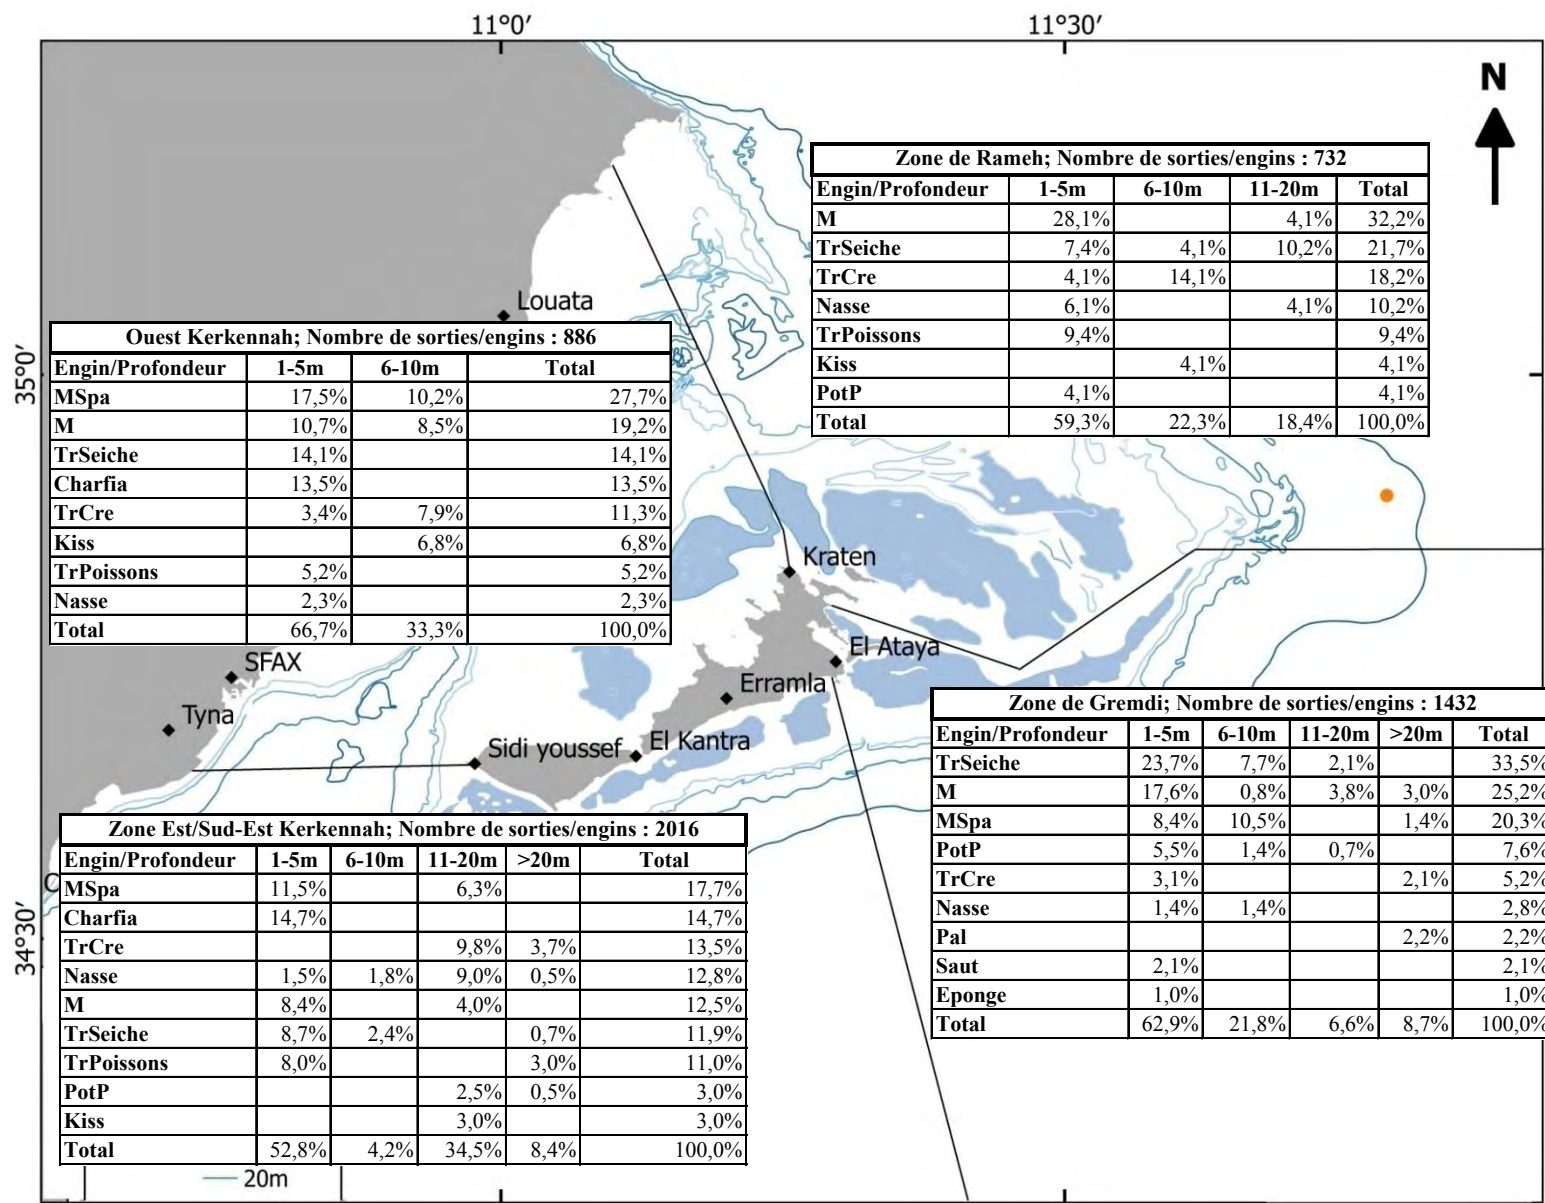 11°0′ 11°30′
N
Zone de Rameh; Nombre de sorties/engins : 732
Engin/Profondeur 1-5m 6-10m 11-20m Total
M 28,1% 4,1% 32,2%
TrSeiche 7,4% 4,1% 10,2% 21,7%
TrCre 4,1% 14,1% 18,2%
Nasse 6,1% 4,1% 10,2%
TrPoissons 9,4% 9,4%
Kiss 4,1% 4,1%
PotP 4,1% 4,1%
Total 59,3% 22,3% 18,4% 100,0%
Louata
35°0′
Ouest Kerkennah; Nombre de sorties/engins : 886
Engin/Profondeur 1-5m 6-10m Total
MSpa 17,5% 10,2% 27,7%
M 10,7% 8,5% 19,2%
TrSeiche 14,1% 14,1%
Charfia 13,5% 13,5%
TrCre 3,4% 7,9% 11,3%
Kiss 6,8% 6,8%
TrPoissons 5,2% 5,2%
Nasse 2,3% 2,3%
Total 66,7% 33,3% 100,0%
Kraten
El Ataya
SFAX
Erramla
Tyna
El Kantra
Sidi youssef
Zone de Gremdi; Nombre de sorties/engins : 1432
Engin/Profondeur 1-5m 6-10m 11-20m >20m Total
TrSeiche 23,7% 7,7% 2,1% 33,5%
M 17,6% 0,8% 3,8% 3,0% 25,2%
MSpa 8,4% 10,5% 1,4% 20,3%
PotP 5,5% 1,4% 0,7% 7,6%
TrCre 3,1% 2,1% 5,2%
Nasse 1,4% 1,4% 2,8%
Pal 2,2% 2,2%
Saut 2,1% 2,1%
Eponge 1,0% 1,0%
Total 62,9% 21,8% 6,6% 8,7% 100,0%
34°30′
Zone Est/Sud-Est Kerkennah; Nombre de sorties/engins : 2016
Engin/Profondeur 1-5m 6-10m 11-20m >20m Total
MSpa 11,5% 6,3% 17,7%
Charfia 14,7% 14,7%
TrCre 9,8% 3,7% 13,5%
Nasse 1,5% 1,8% 9,0% 0,5% 12,8%
M 8,4% 4,0% 12,5%
TrSeiche 8,7% 2,4% 0,7% 11,9%
TrPoissons 8,0% 3,0% 11,0%
PotP 2,5% 0,5% 3,0%
Kiss 3,0% 3,0%
Total 52,8% 4,2% 34,5% 8,4% 100,0%
20m